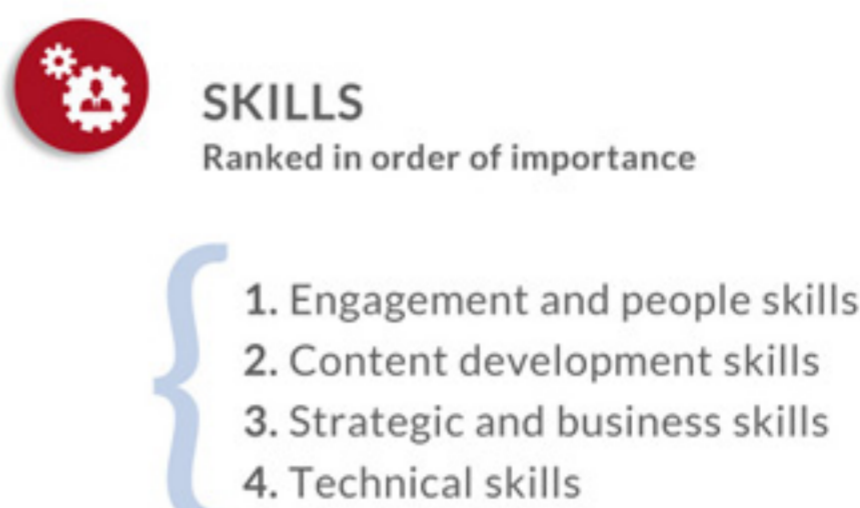 SKILLS
Ranked in order of importance
1. Engagement and people skills
2. Content development skills
3. Strategic and business skills
4. Technical skills